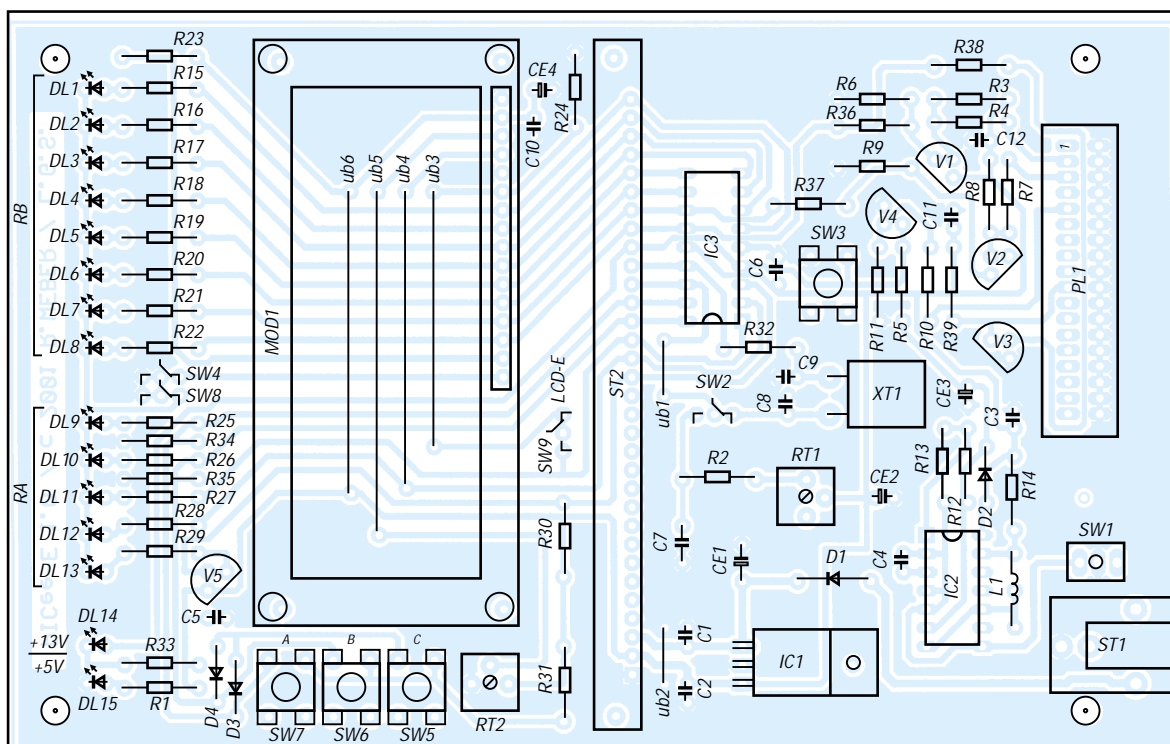 R23
DL1
R15
DL2
R16
DL3
R17
DL4
R18
DL5
R19
DL6
R20
DL7
R21
DL8
R22
RB
SW4
SW8
DL9
R25
R34
DL10
R26
R35
DL11
R27
R28
DL12
R29
DL13
RA
V5
C5
DL14
+13V
+5V
R33
DL15
R1
D4
D3
MOD1
ub6
ub5
ub4
ub3
CE4
C10
R24
A
B
C
SW7
SW6
SW5
RT2
SW9
LCD-E
R30
R31
ST2
R38
R6
R3
R36
R4
C12
R9
V1
R8
R7
R37
V4
C11
IC3
SW3
C6
V2
1
PL1
R11
R5
R10
R39
V3
R32
C9
SW2
C8
XT1
CE3
C3
ub1
R2
RT1
CE2
R13
R12
D2
R14
C7
CE1
D1
C4
IC2
L1
SW1
C1
IC1
C2
ub2
ST1